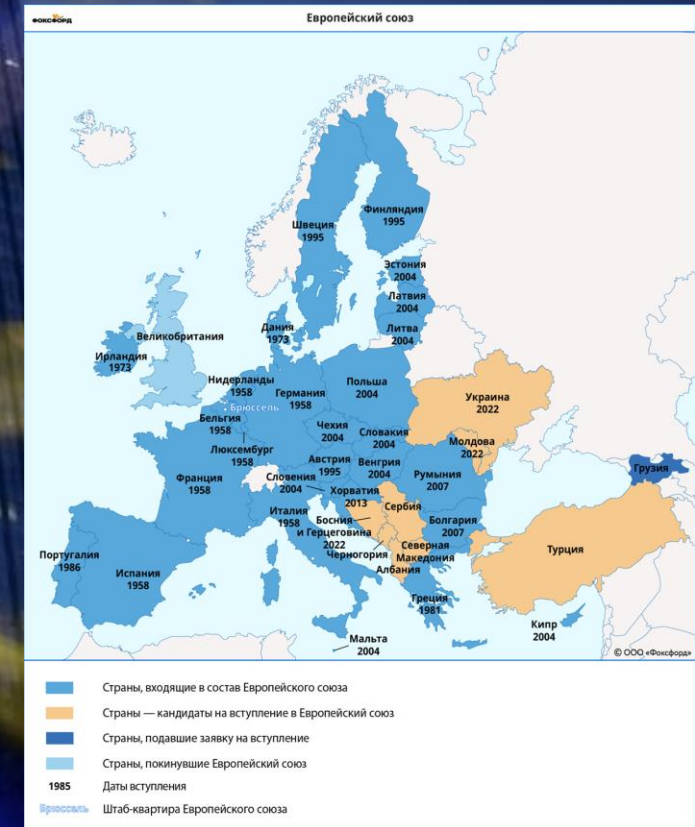 ФОКСФОРД
Европейский союз
Финляндия
1995
Швеция
1995
Эстония
2004
Латвия
2004
Литва
2004
Дания
1973
Великобритания
Ирландия
1973
Нидерланды
1958
Германия
1958
Польша
2004
Украина
2022
Брюссель
Бельгия
1958
Чехия
2004
Словакия
2004
Молдова
2022
Люксембург
1958
Австрия
1995
Венгрия
2004
Румыния
2007
Грузия
Франция
1958
Словения
2004
Хорватия
2013
Сербия
Италия
1958
Босния
и Герцеговина
2022
Болгария
2007
Черногория
Северная
Македония
Албания
Турция
Португалия
1986
Испания
1958
Греция
1981
Кипр
2004
Мальта
2004
© ООО «Фоксфорд»
Страны, входящие в состав Европейского союза
Страны — кандидаты на вступление в Европейский союз
Страны, подавшие заявку на вступление
Страны, покинувшие Европейский союз
1985 Даты вступления
Брюссель Штаб-квартира Европейского союза